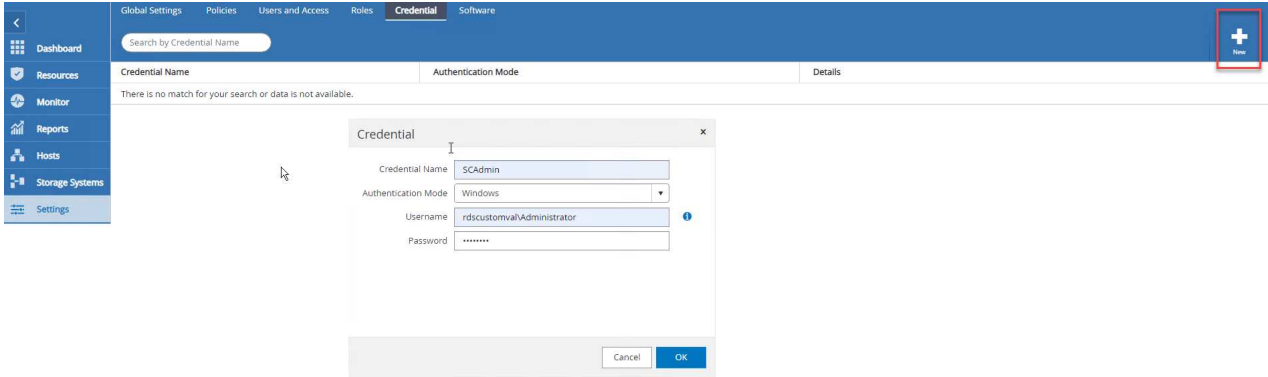 Global Settings Policies Users and Access Roles Credential Software
Search by Credential Name
New
Dashboard
Resources
Monitor
Reports
Hosts
Storage Systems
Settings
Credential Name Authentication Mode Details
There is no match for your search or data is not available.
Credential x
Credential Name SCAdmin
Authentication Mode Windows
Username rdscustomval\Administrator
Password ••••••••
Cancel OK